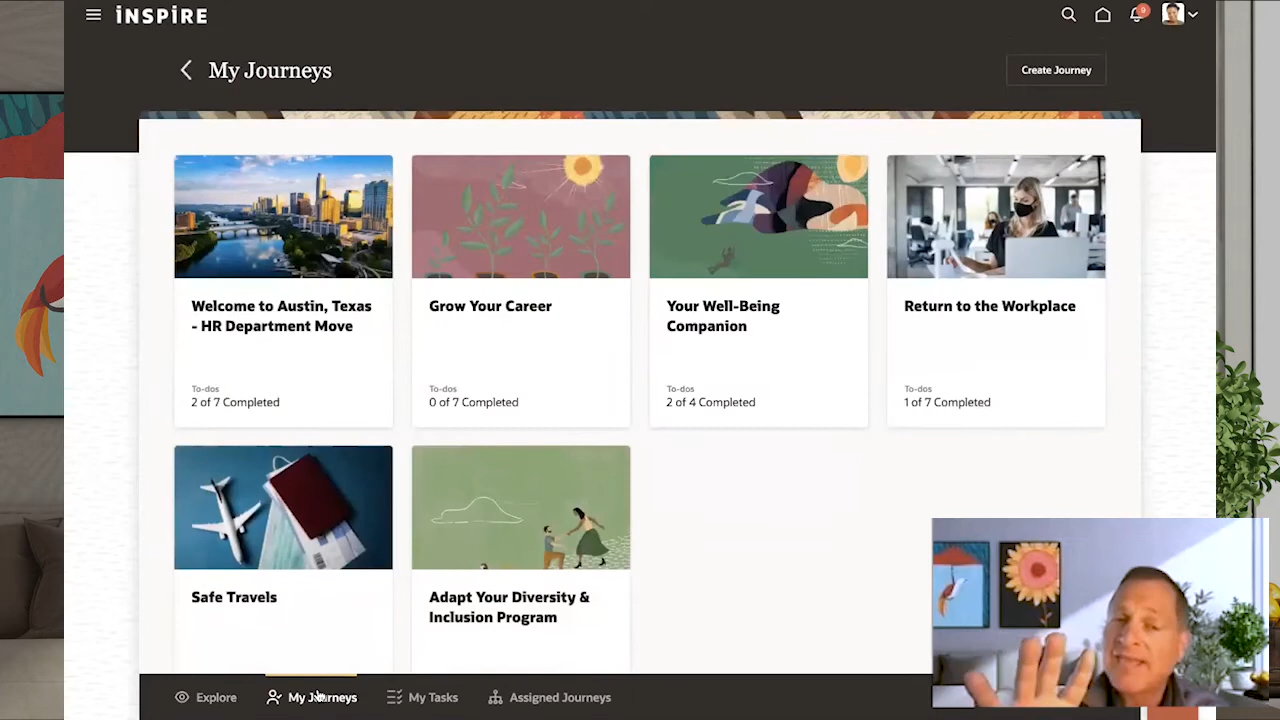 iNSPiRE
9
My Journeys
Create Journey
Welcome to Austin, Texas
- HR Department Move
To-dos
2 of 7 Completed
Grow Your Career
To-dos
0 of 7 Completed
Your Well-Being
Companion
To-dos
2 of 4 Completed
Return to the Workplace
To-dos
1 of 7 Completed
Safe Travels
Adapt Your Diversity &
Inclusion Program
Explore
My Journeys
My Tasks
Assigned Journeys